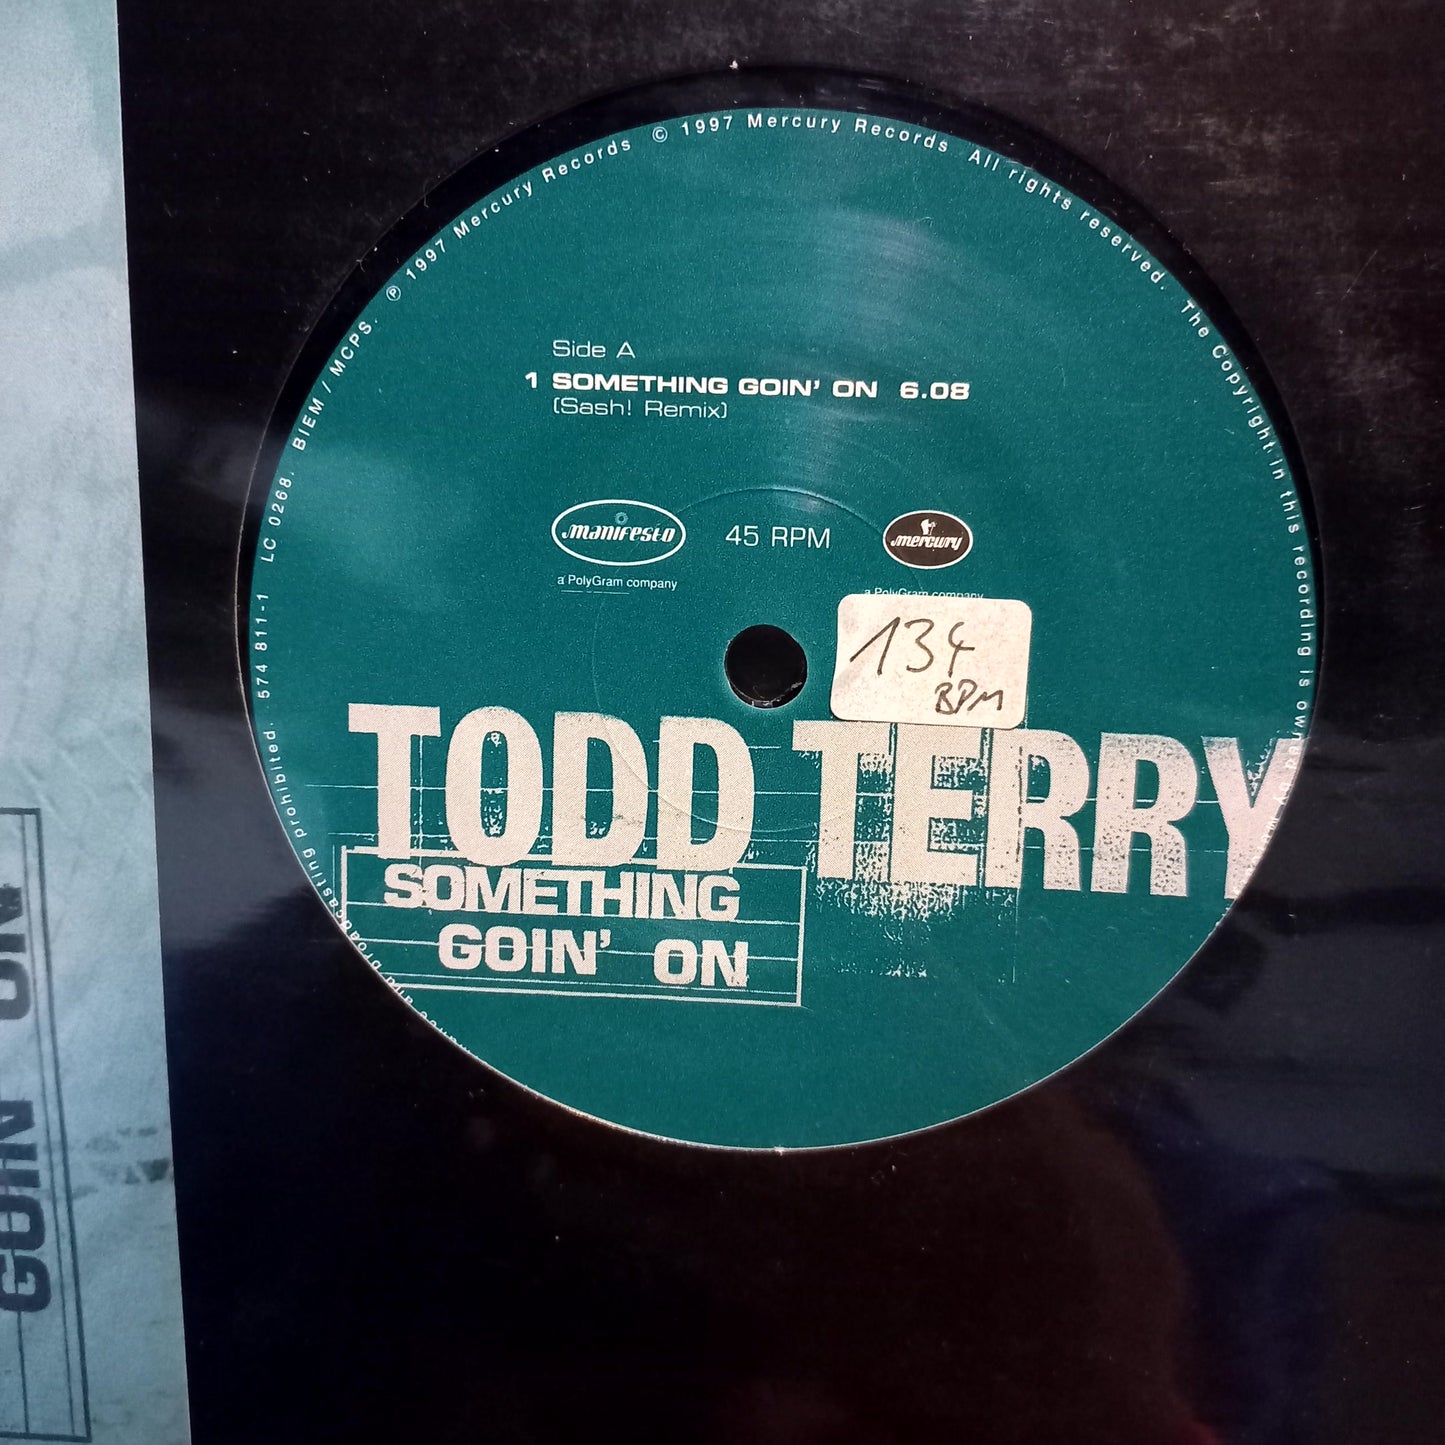 Side A
1 SOMETHING GOIN' ON 6.08
(Sash! Remix)
manifesto
a PolyGram company
45 RPM
mercury
a PolyGram company
134
BPM
TODD TERRY
SOMETHING
GOIN' ON
broadcasting prohibited. 574 811-1 LC 0268. BIEM / MCPS. ℗ 1997 Mercury Records © 1997 Mercury Records All rights reserved. The Copyright in this recording is owned by
GOIN' ON